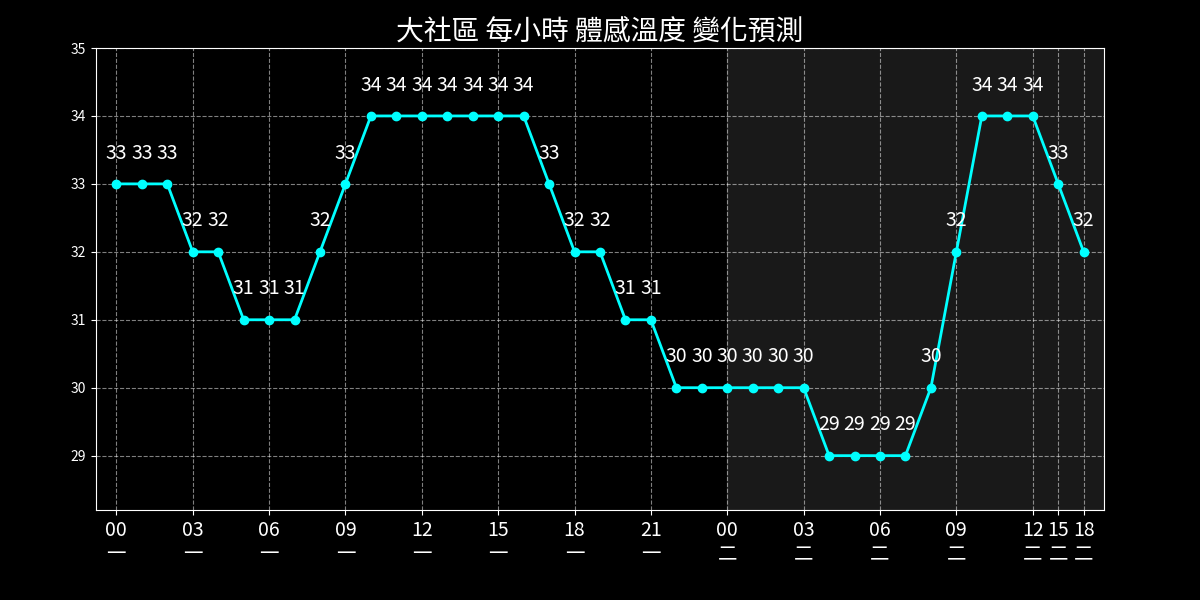 大社區 每小時 體感溫度 變化預測
35
34 34 34 34 34 34 34 34 34 34
34
33 33 33 33 33 33
33
32 32 32 32 32 32 32
32
31 31 31 31 31
31
30 30 30 30 30 30 30
30
29 29 29 29
29
00 03 06 09 12 15 18 21 00 03 06 09 12 15 18
一 一 一 一 一 一 一 一 二 二 二 二 二 二 二